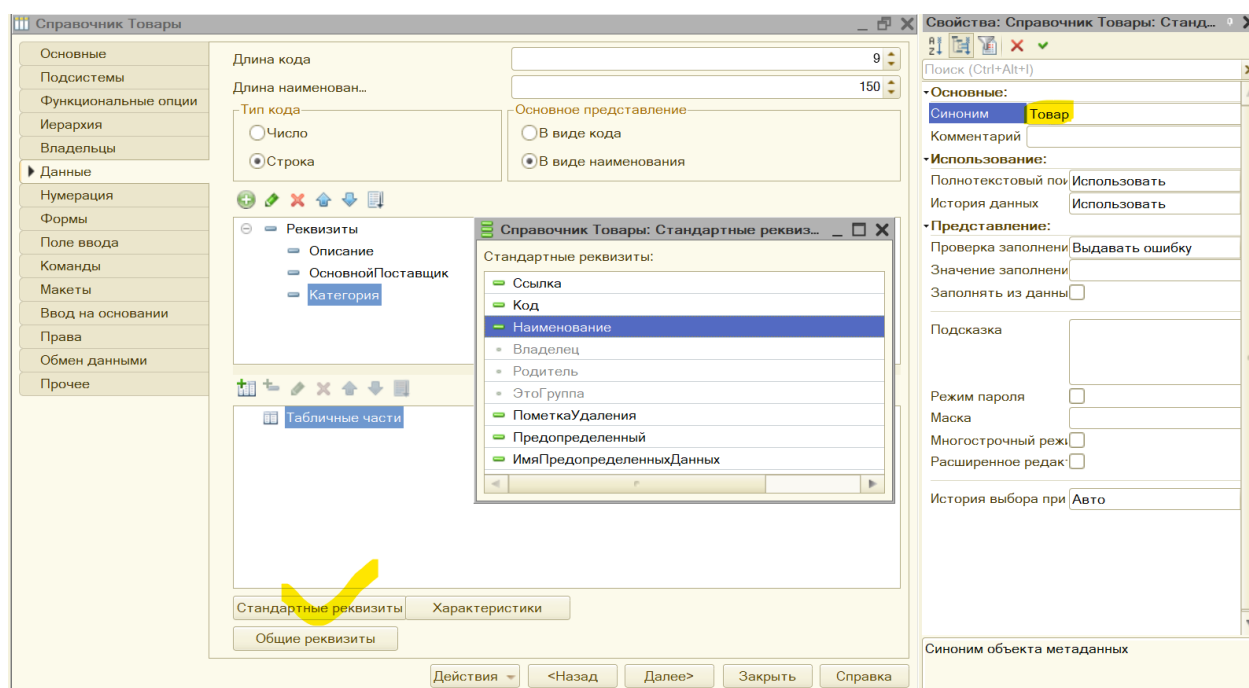 Справочник Товары
Основные
Подсистемы
Функциональные опции
Иерархия
Владельцы
Данные
Нумерация
Формы
Поле ввода
Команды
Макеты
Ввод на основании
Права
Обмен данными
Прочее
Длина кода
9
Длина наименован...
150
Тип кода
Число
Строка
Основное представление
В виде кода
В виде наименования
Реквизиты
Описание
ОсновнойПоставщик
Категория
Табличные части
Стандартные реквизиты
Характеристики
Общие реквизиты
Действия
<Назад
Далее>
Закрыть
Справка
Справочник Товары: Стандартные реквиз...
Стандартные реквизиты:
Ссылка
Код
Наименование
Владелец
Родитель
ЭтоГруппа
ПометкаУдаления
Предопределенный
ИмяПредопределенныхДанных
Свойства: Справочник Товары: Станд...
Поиск (Ctrl+Alt+I)
Основные:
Синоним Товар
Комментарий
Использование:
Полнотекстовый пои Использовать
История данных Использовать
Представление:
Проверка заполнени Выдавать ошибку
Значение заполнени
Заполнять из данны
Подсказка
Режим пароля
Маска
Многострочный режи
Расширенное редак
История выбора при Авто
Синоним объекта метаданных